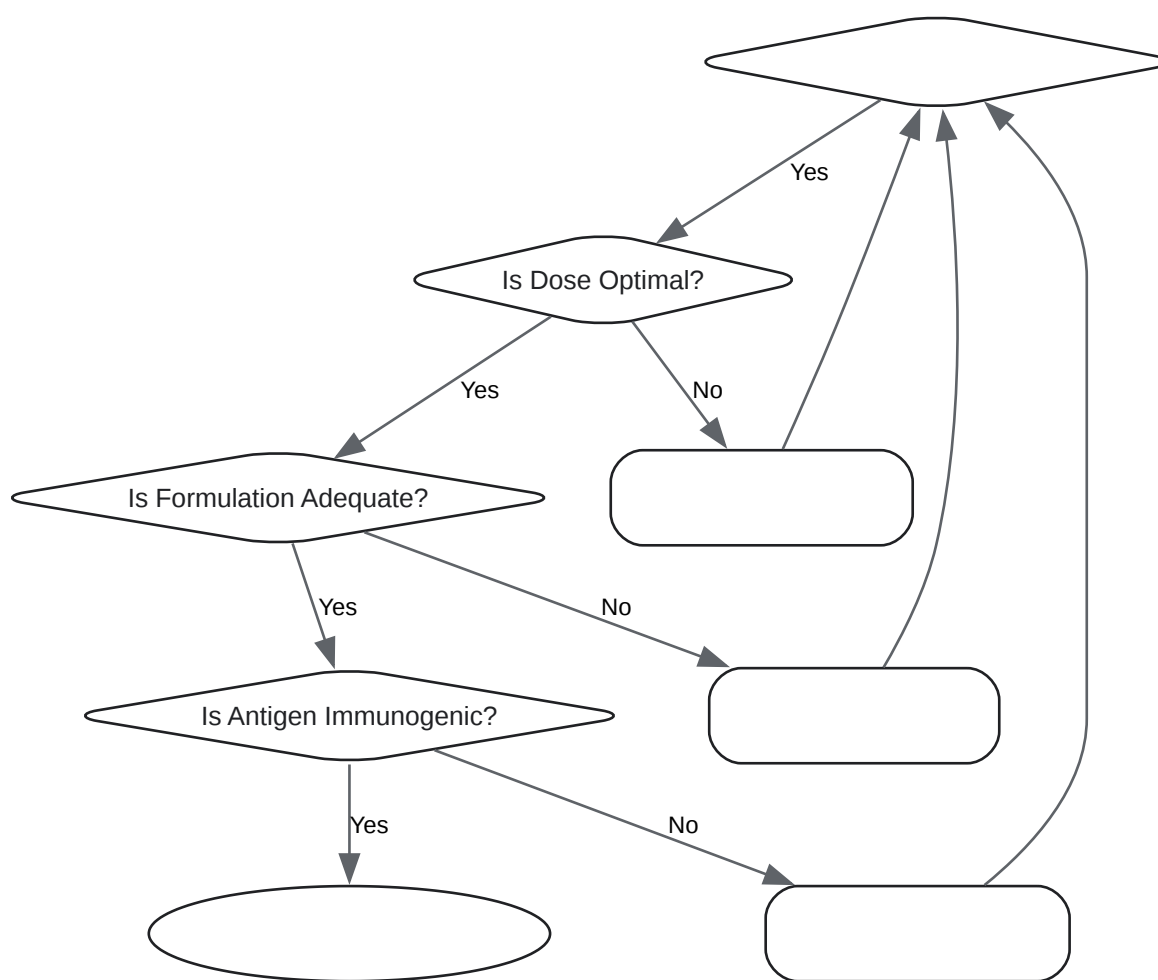 Yes
Is Dose Optimal?
Yes
No
Is Formulation Adequate?
Yes
No
Is Antigen Immunogenic?
Yes
No